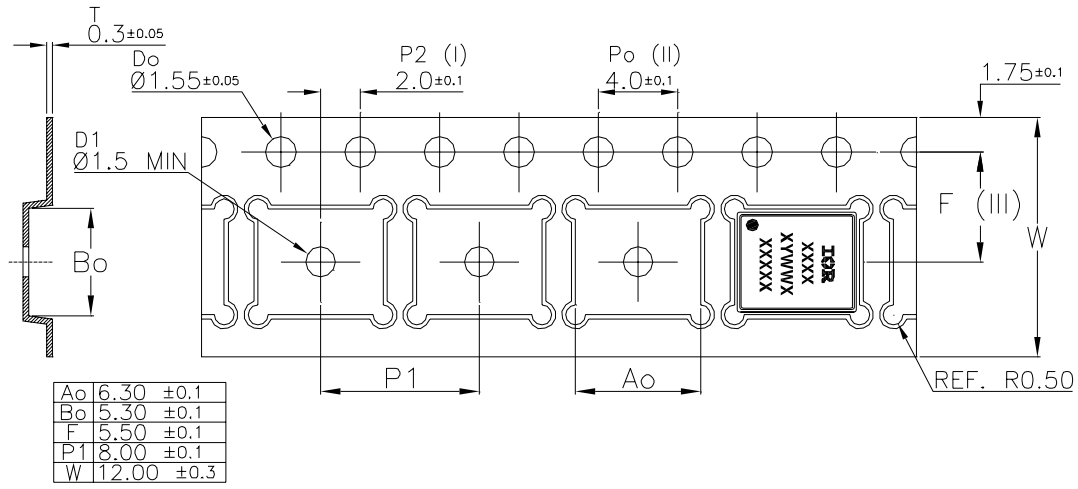 T
0.3±0.05
Do
Ø1.55±0.05
P2 (I)
2.0±0.1
Po (II)
4.0±0.1
1.75±0.1
D1
Ø1.5 MIN
F (III)
W
Bo
IOR
XXXX
XYWWX
XXXXX
P1
Ao
REF. R0.50
Ao 6.30 ±0.1
Bo 5.30 ±0.1
F 5.50 ±0.1
P1 8.00 ±0.1
W 12.00 ±0.3